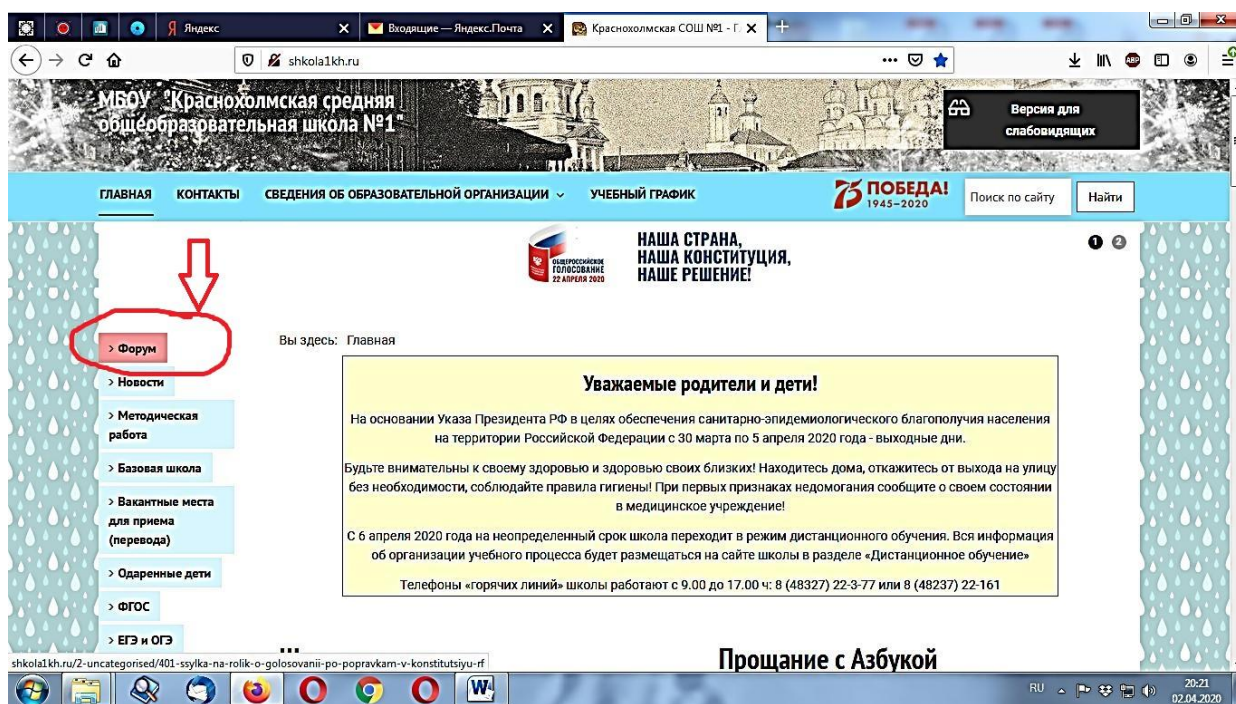 Яндекс
Входящие — Яндекс.Почта
Краснохолмская СОШ №1 - Г
shkola1kh.ru
МБОУ "Краснохолмская средняя
общеобразовательная школа №1"
Версия для
слабовидящих
ГЛАВНАЯ КОНТАКТЫ СВЕДЕНИЯ ОБ ОБРАЗОВАТЕЛЬНОЙ ОРГАНИЗАЦИИ УЧЕБНЫЙ ГРАФИК
75 ПОБЕДА!
1945–2020
Поиск по сайту
Найти
ОБЩЕРОССИЙСКОЕ
ГОЛОСОВАНИЕ
22 АПРЕЛЯ 2020
НАША СТРАНА,
НАША КОНСТИТУЦИЯ,
НАШЕ РЕШЕНИЕ!
1 2
> Форум
> Новости
> Методическая
работа
> Базовая школа
> Вакантные места
для приема
(перевода)
> Одаренные дети
> ФГОС
> ЕГЭ и ОГЭ
Вы здесь: Главная
Уважаемые родители и дети!
На основании Указа Президента РФ в целях обеспечения санитарно-эпидемиологического благополучия населения
на территории Российской Федерации с 30 марта по 5 апреля 2020 года - выходные дни.
Будьте внимательны к своему здоровью и здоровью своих близких! Находитесь дома, откажитесь от выхода на улицу
без необходимости, соблюдайте правила гигиены! При первых признаках недомогания сообщите о своем состоянии
в медицинское учреждение!
С 6 апреля 2020 года на неопределенный срок школа переходит в режим дистанционного обучения. Вся информация
об организации учебного процесса будет размещаться на сайте школы в разделе «Дистанционное обучение»
Телефоны «горячих линий» школы работают с 9.00 до 17.00 ч: 8 (48327) 22-3-77 или 8 (48237) 22-161
Прощание с Азбукой
shkola1kh.ru/2-uncategorised/401-ssylka-na-rolik-o-golosovanii-po-popravkam-v-konstitutsiyu-rf
RU
20:21
02.04.2020